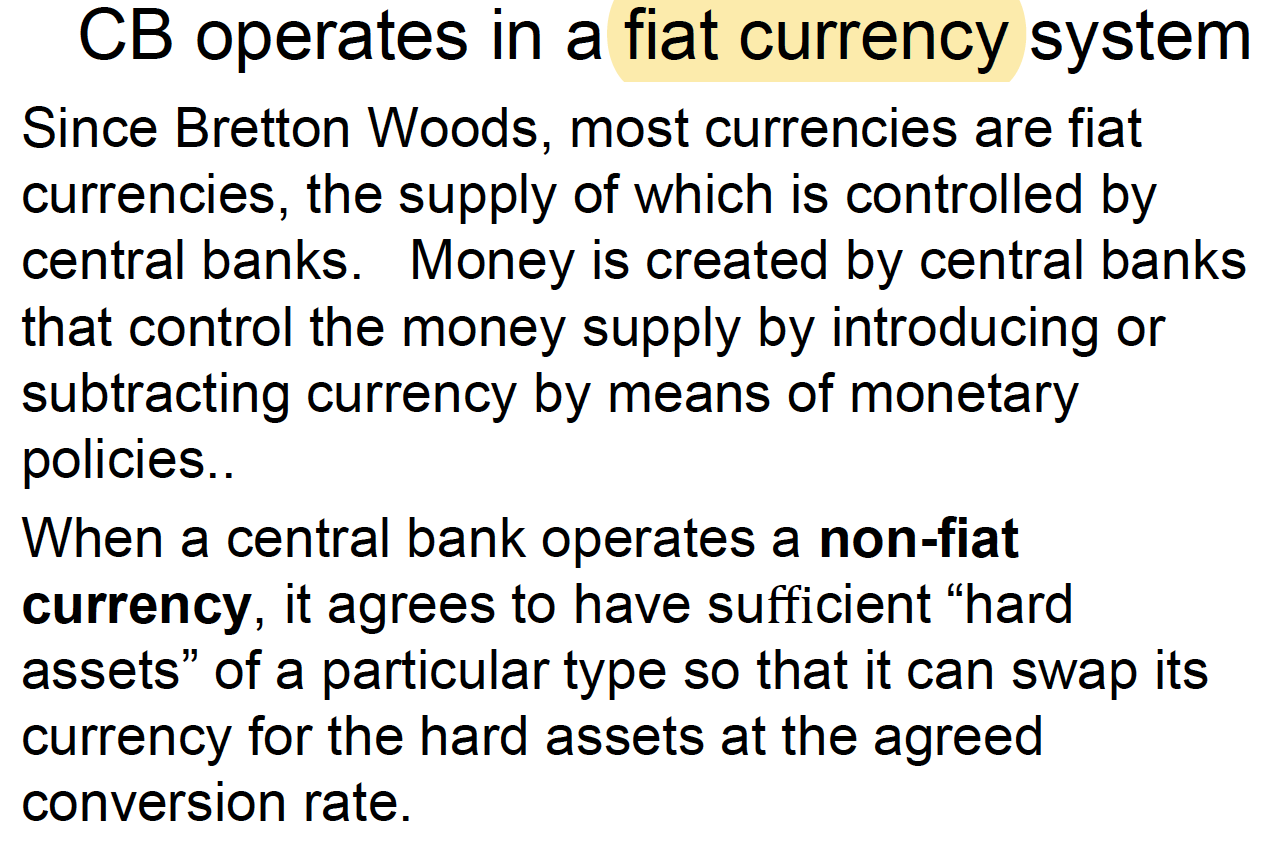 CB operates in a fiat currency system
Since Bretton Woods, most currencies are fiat
currencies, the supply of which is controlled by
central banks.   Money is created by central banks
that control the money supply by introducing or
subtracting currency by means of monetary
policies..
When a central bank operates a non-fiat
currency, it agrees to have sufficient “hard
assets” of a particular type so that it can swap its
currency for the hard assets at the agreed
conversion rate.